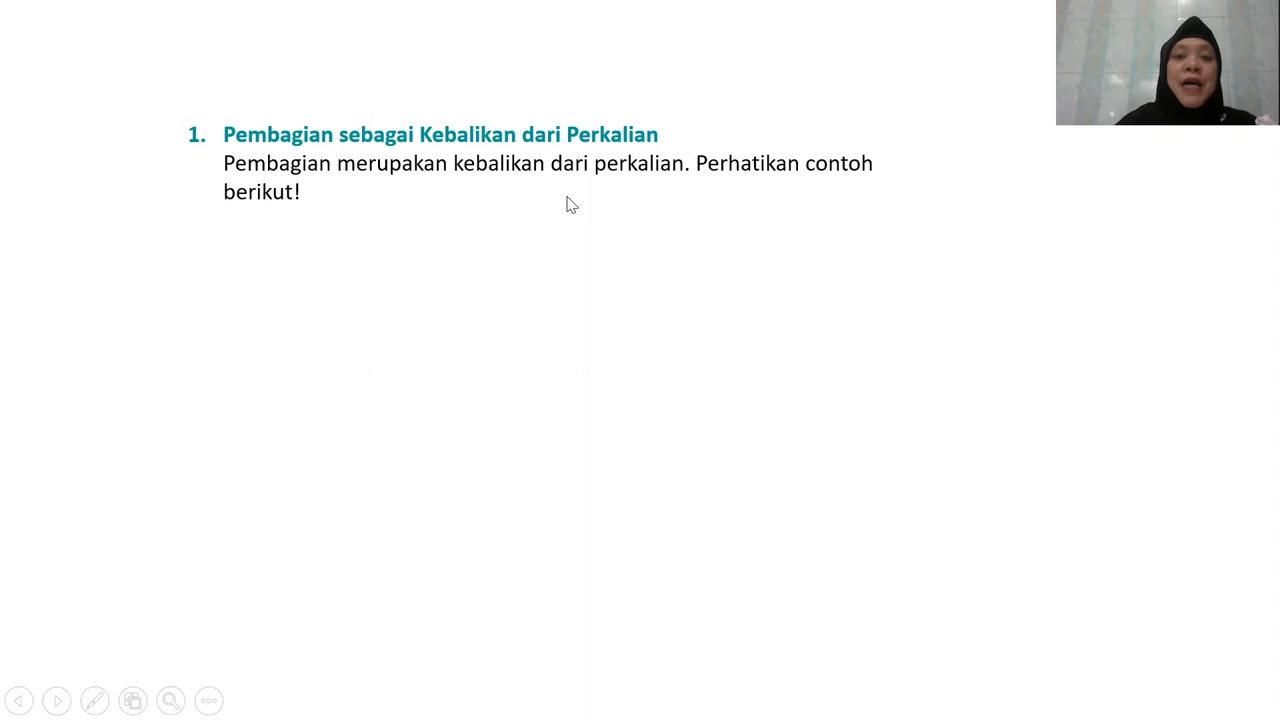 1. Pembagian sebagai Kebalikan dari Perkalian
Pembagian merupakan kebalikan dari perkalian. Perhatikan contoh
berikut!